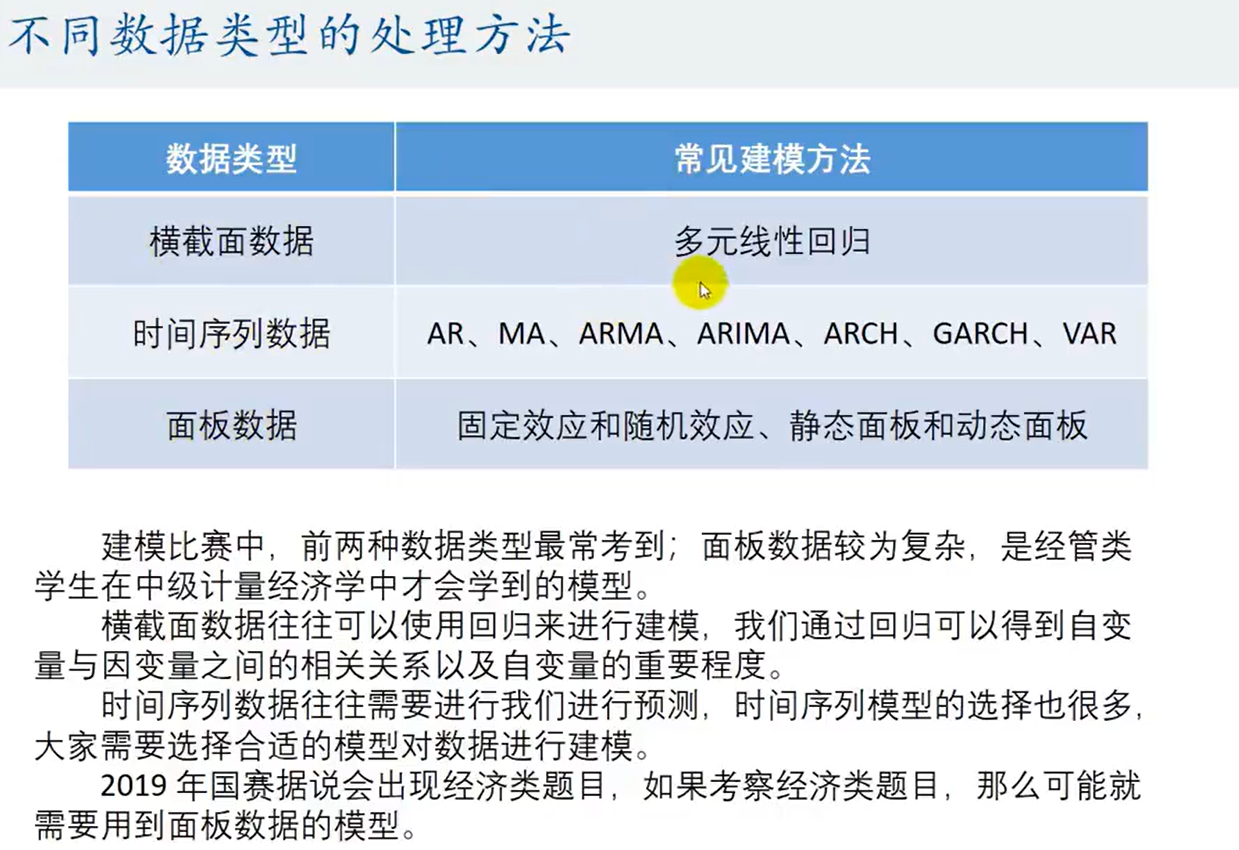 不同数据类型的处理方法
数据类型 常见建模方法
横截面数据 多元线性回归
时间序列数据 AR、MA、ARMA、ARIMA、ARCH、GARCH、VAR
面板数据 固定效应和随机效应、静态面板和动态面板
建模比赛中，前两种数据类型最常考到；面板数据较为复杂，是经管类
学生在中级计量经济学中才会学到的模型。
横截面数据往往可以使用回归来进行建模，我们通过回归可以得到自变
量与因变量之间的相关关系以及自变量的重要程度。
时间序列数据往往需要进行我们进行预测，时间序列模型的选择也很多，
大家需要选择合适的模型对数据进行建模。
2019 年国赛据说会出现经济类题目，如果考察经济类题目，那么可能就
需要用到面板数据的模型。